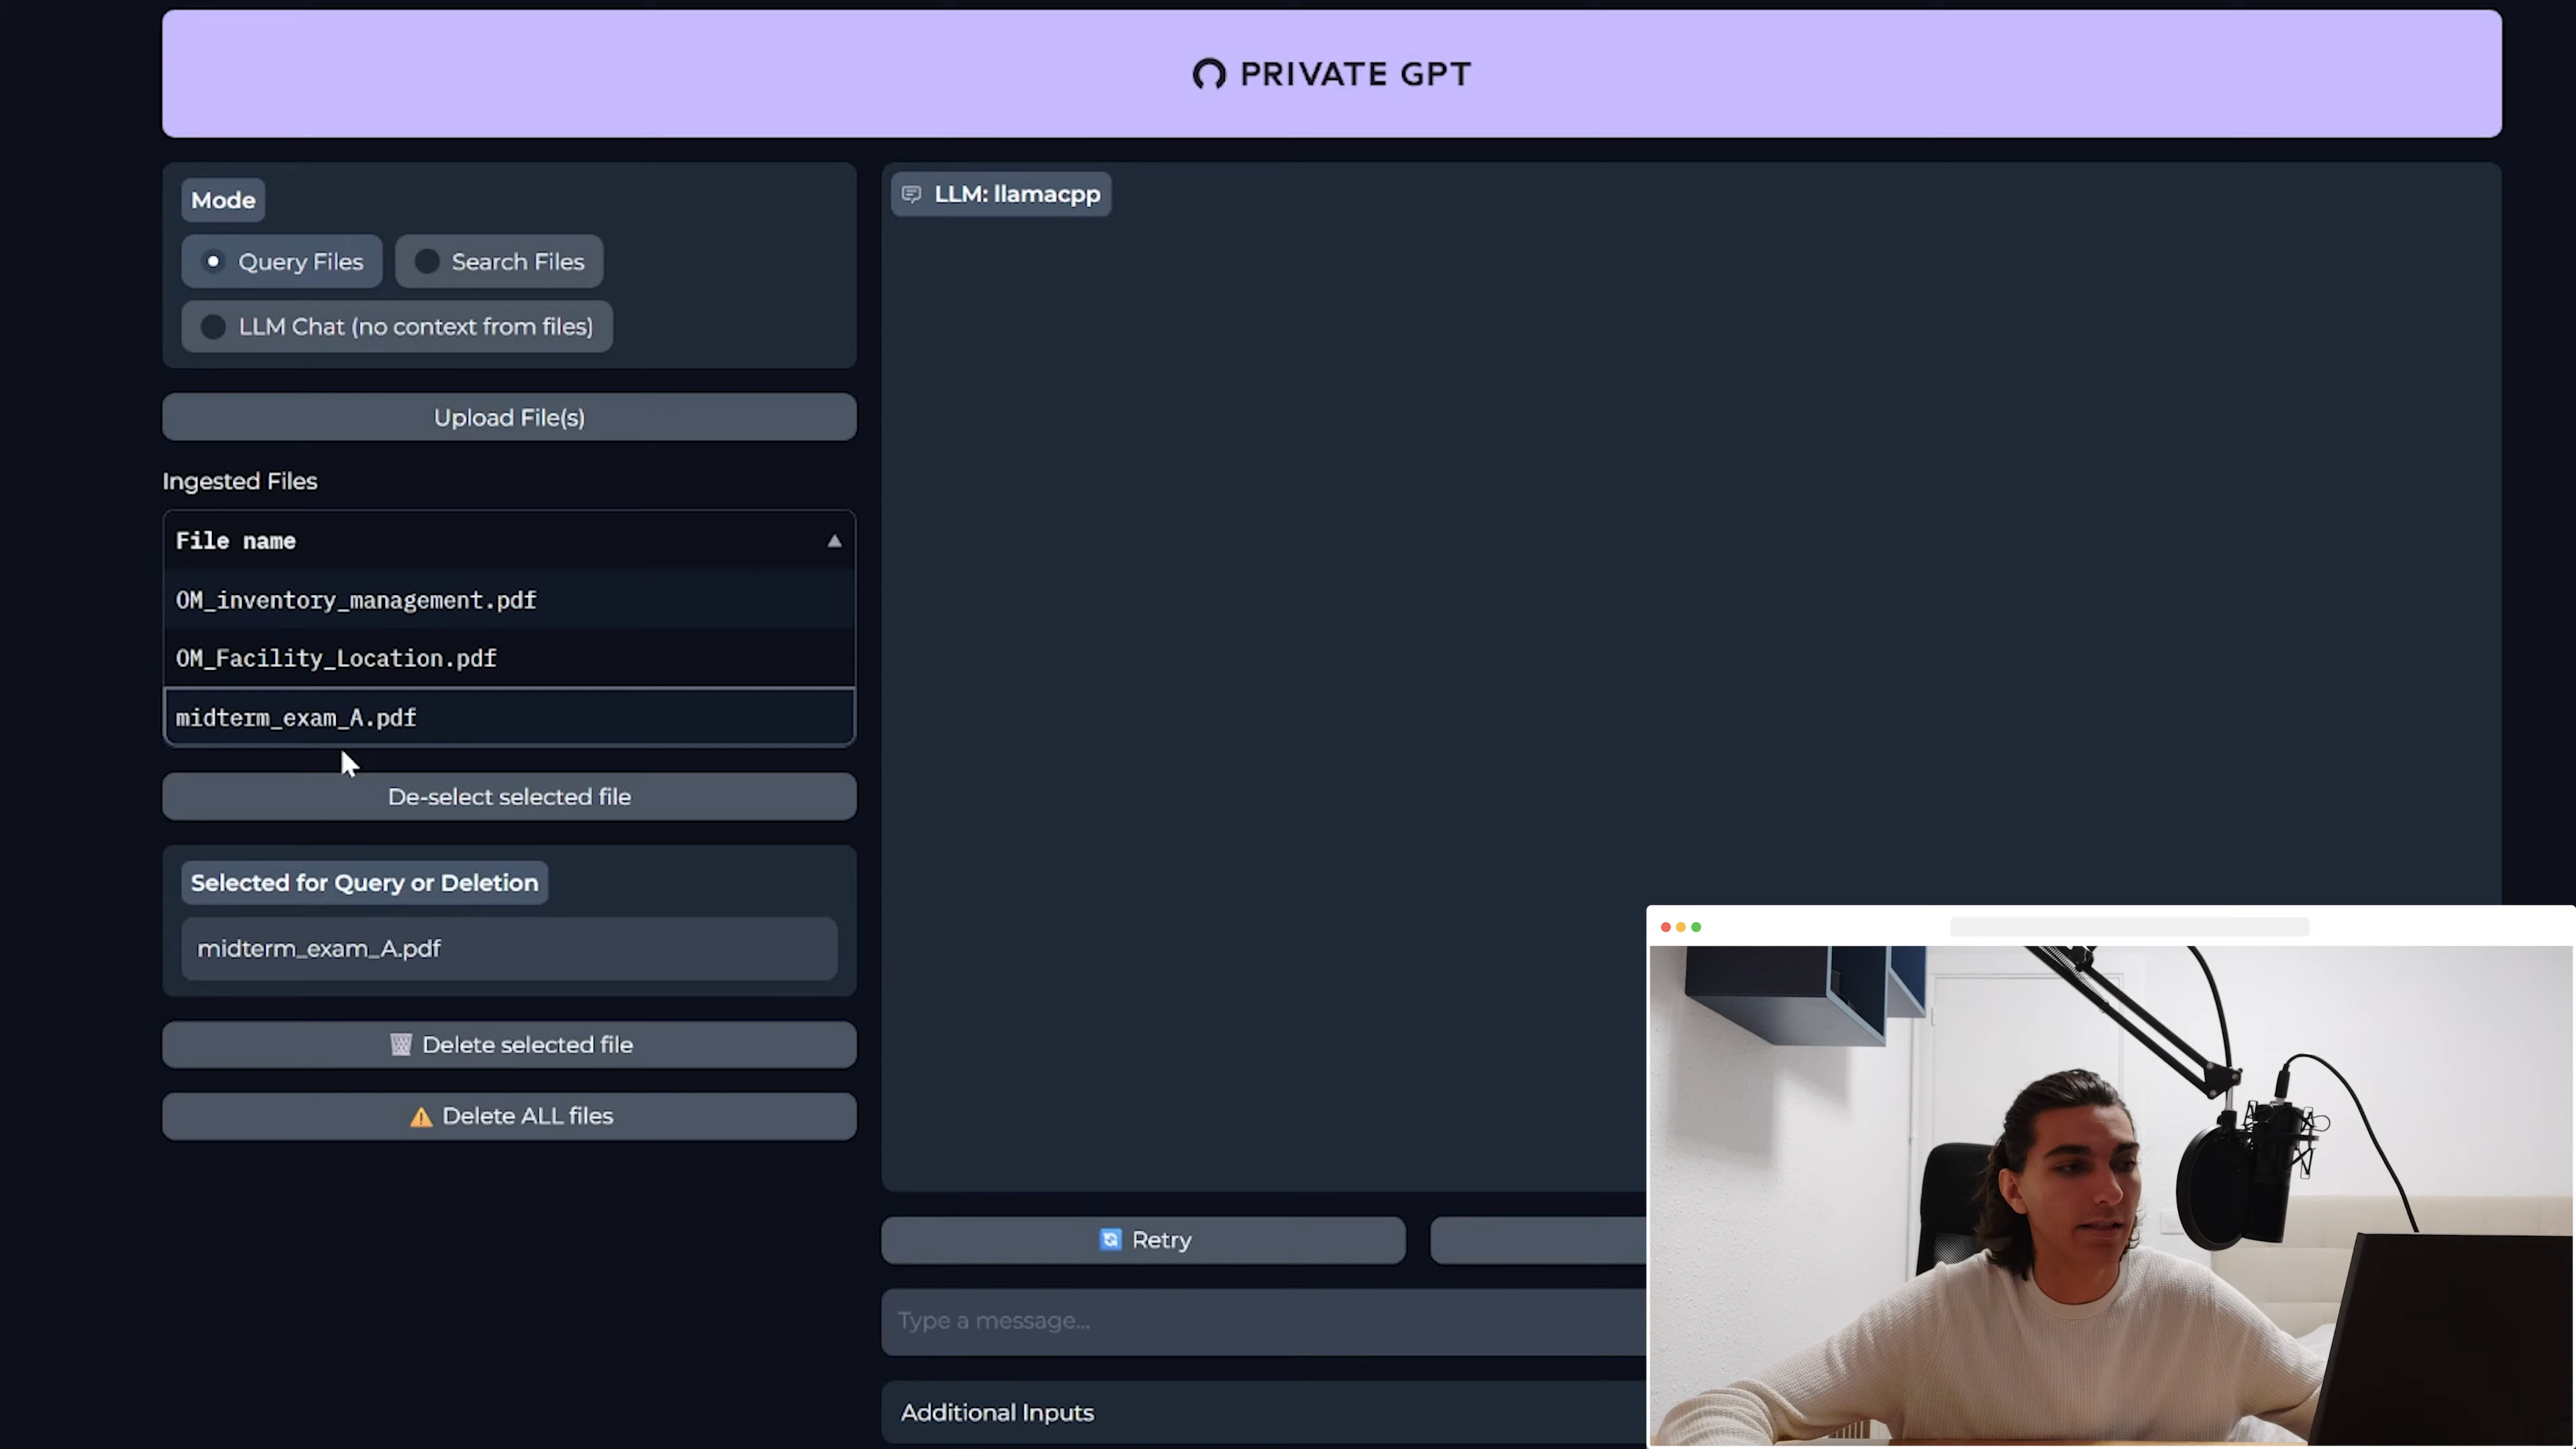 PRIVATE GPT
Mode
Query Files
Search Files
LLM Chat (no context from files)
Upload File(s)
Ingested Files
File name
OM_inventory_management.pdf
OM_Facility_Location.pdf
midterm_exam_A.pdf
De-select selected file
Selected for Query or Deletion
midterm_exam_A.pdf
Delete selected file
Delete ALL files
LLM: llamacpp
Retry
Type a message...
Additional Inputs